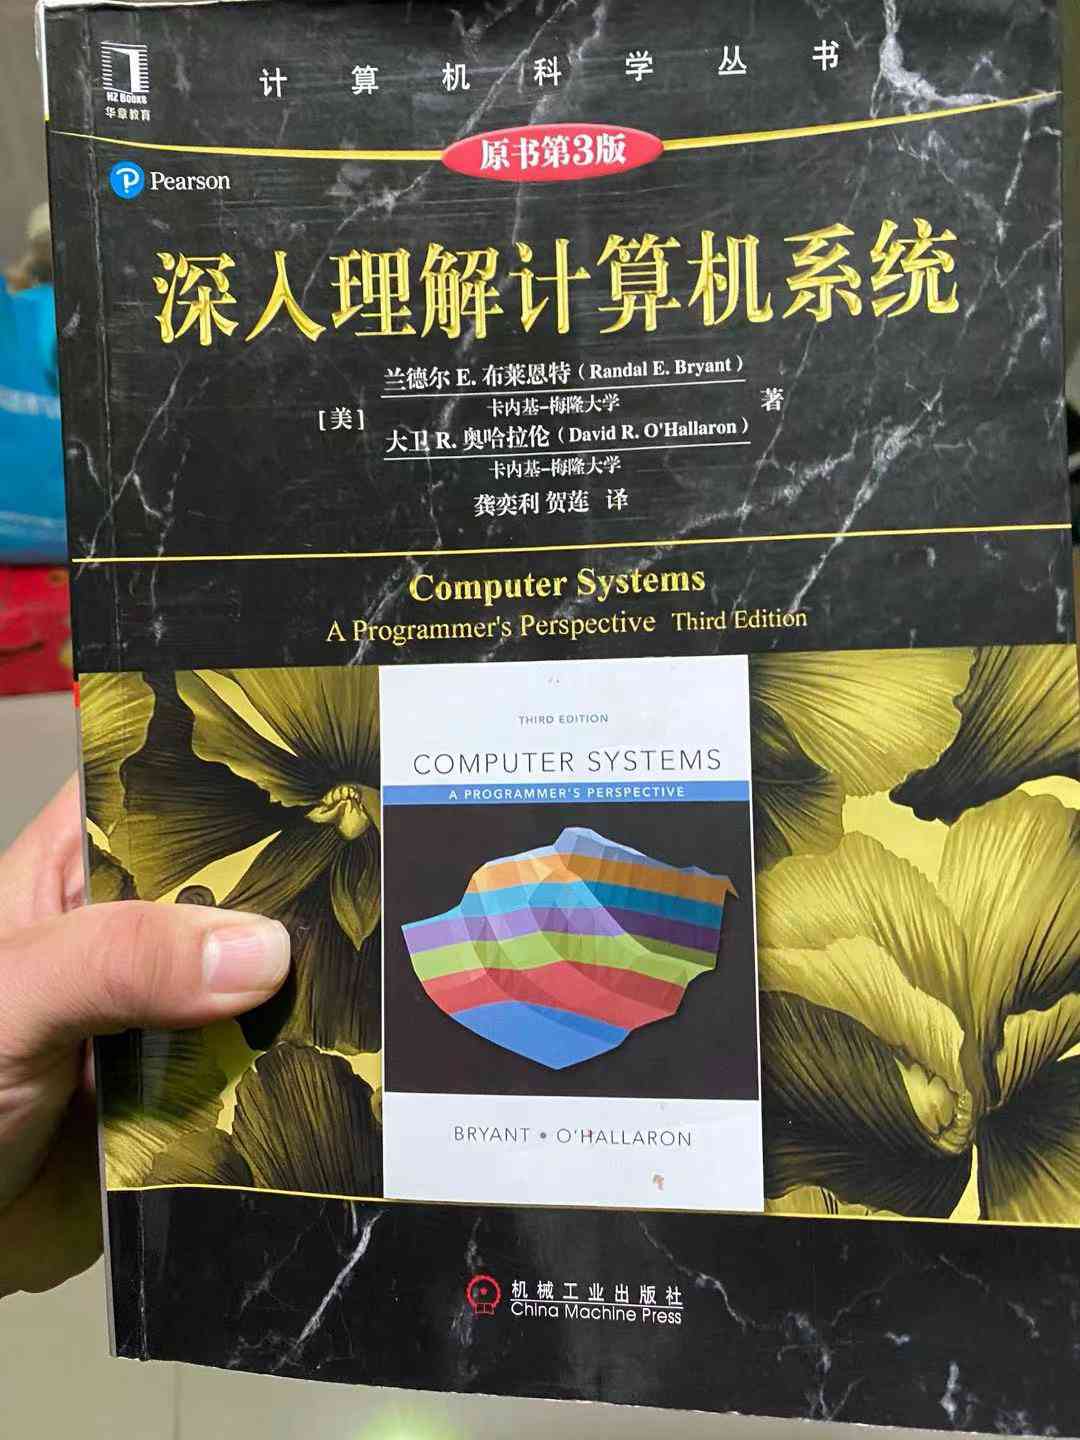 计算机科学丛书
HZ BOOKS
华章教育
原书第3版
Pearson
深入理解计算机系统
[美]
兰德尔 E. 布莱恩特（Randal E. Bryant）
卡内基-梅隆大学
大卫 R. 奥哈拉伦（David R. O'Hallaron）
卡内基-梅隆大学
著
龚奕利 贺莲 译
Computer Systems
A Programmer's Perspective Third Edition
THIRD EDITION
COMPUTER SYSTEMS
A PROGRAMMER'S PERSPECTIVE
BRYANT • O'HALLARON
机械工业出版社
China Machine Press